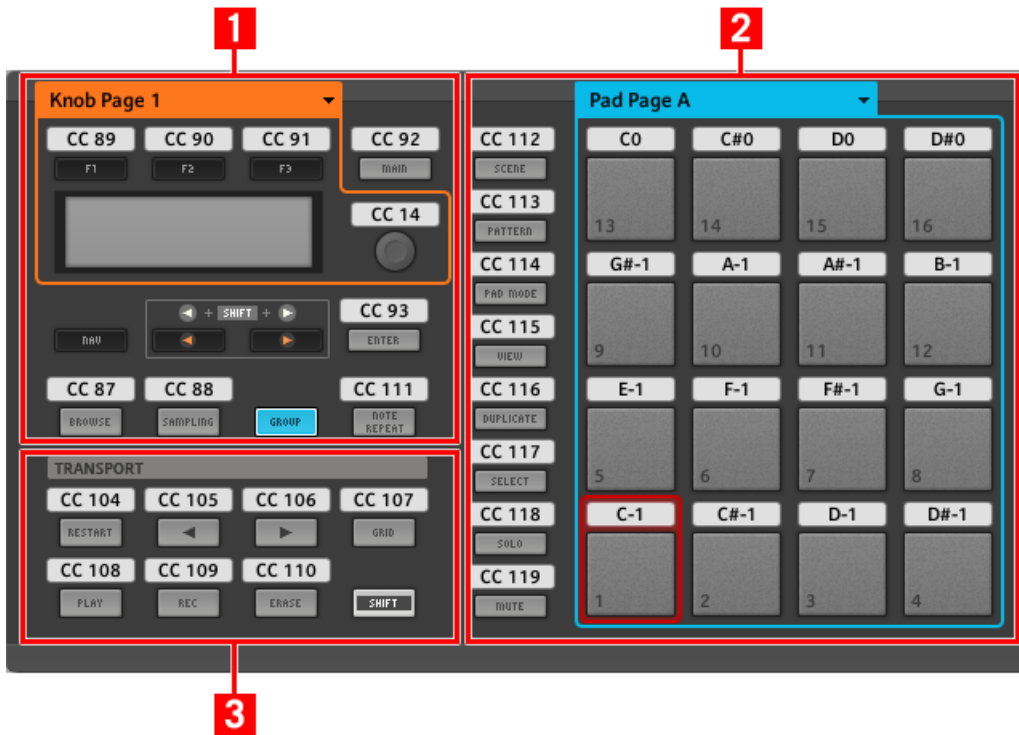 1
2
Knob Page 1
CC 89 CC 90 CC 91 CC 92
F1 F2 F3 MAIN
CC 14
+ SHIFT +
CC 93
NAV ENTER
CC 87 CC 88 CC 111
BROWSE SAMPLING GROUP NOTE REPEAT
TRANSPORT
CC 104 CC 105 CC 106 CC 107
RESTART GRID
CC 108 CC 109 CC 110
PLAY REC ERASE SHIFT
Pad Page A
CC 112
SCENE
CC 113
PATTERN
CC 114
PAD MODE
CC 115
VIEW
CC 116
DUPLICATE
CC 117
SELECT
CC 118
SOLO
CC 119
MUTE
C0 C#0 D0 D#0
13 14 15 16
G#-1 A-1 A#-1 B-1
9 10 11 12
E-1 F-1 F#-1 G-1
5 6 7 8
C-1 C#-1 D-1 D#-1
1 2 3 4
3